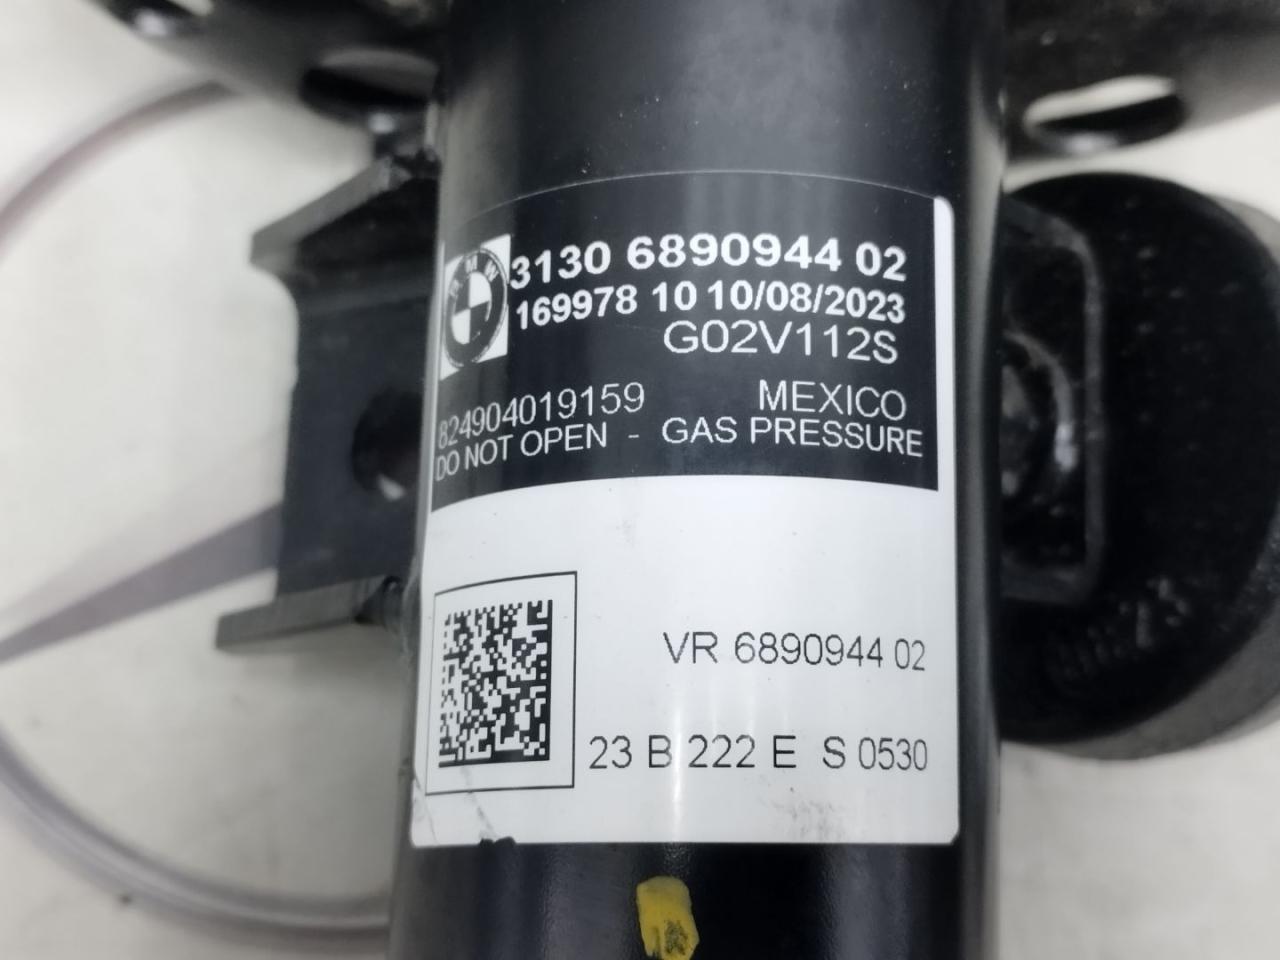 BMW
3130 6890944 02
169978 10 10/08/2023
G02V112S
824904019159 MEXICO
DO NOT OPEN - GAS PRESSURE
VR 6890944 02
23 B 222 E S 0530